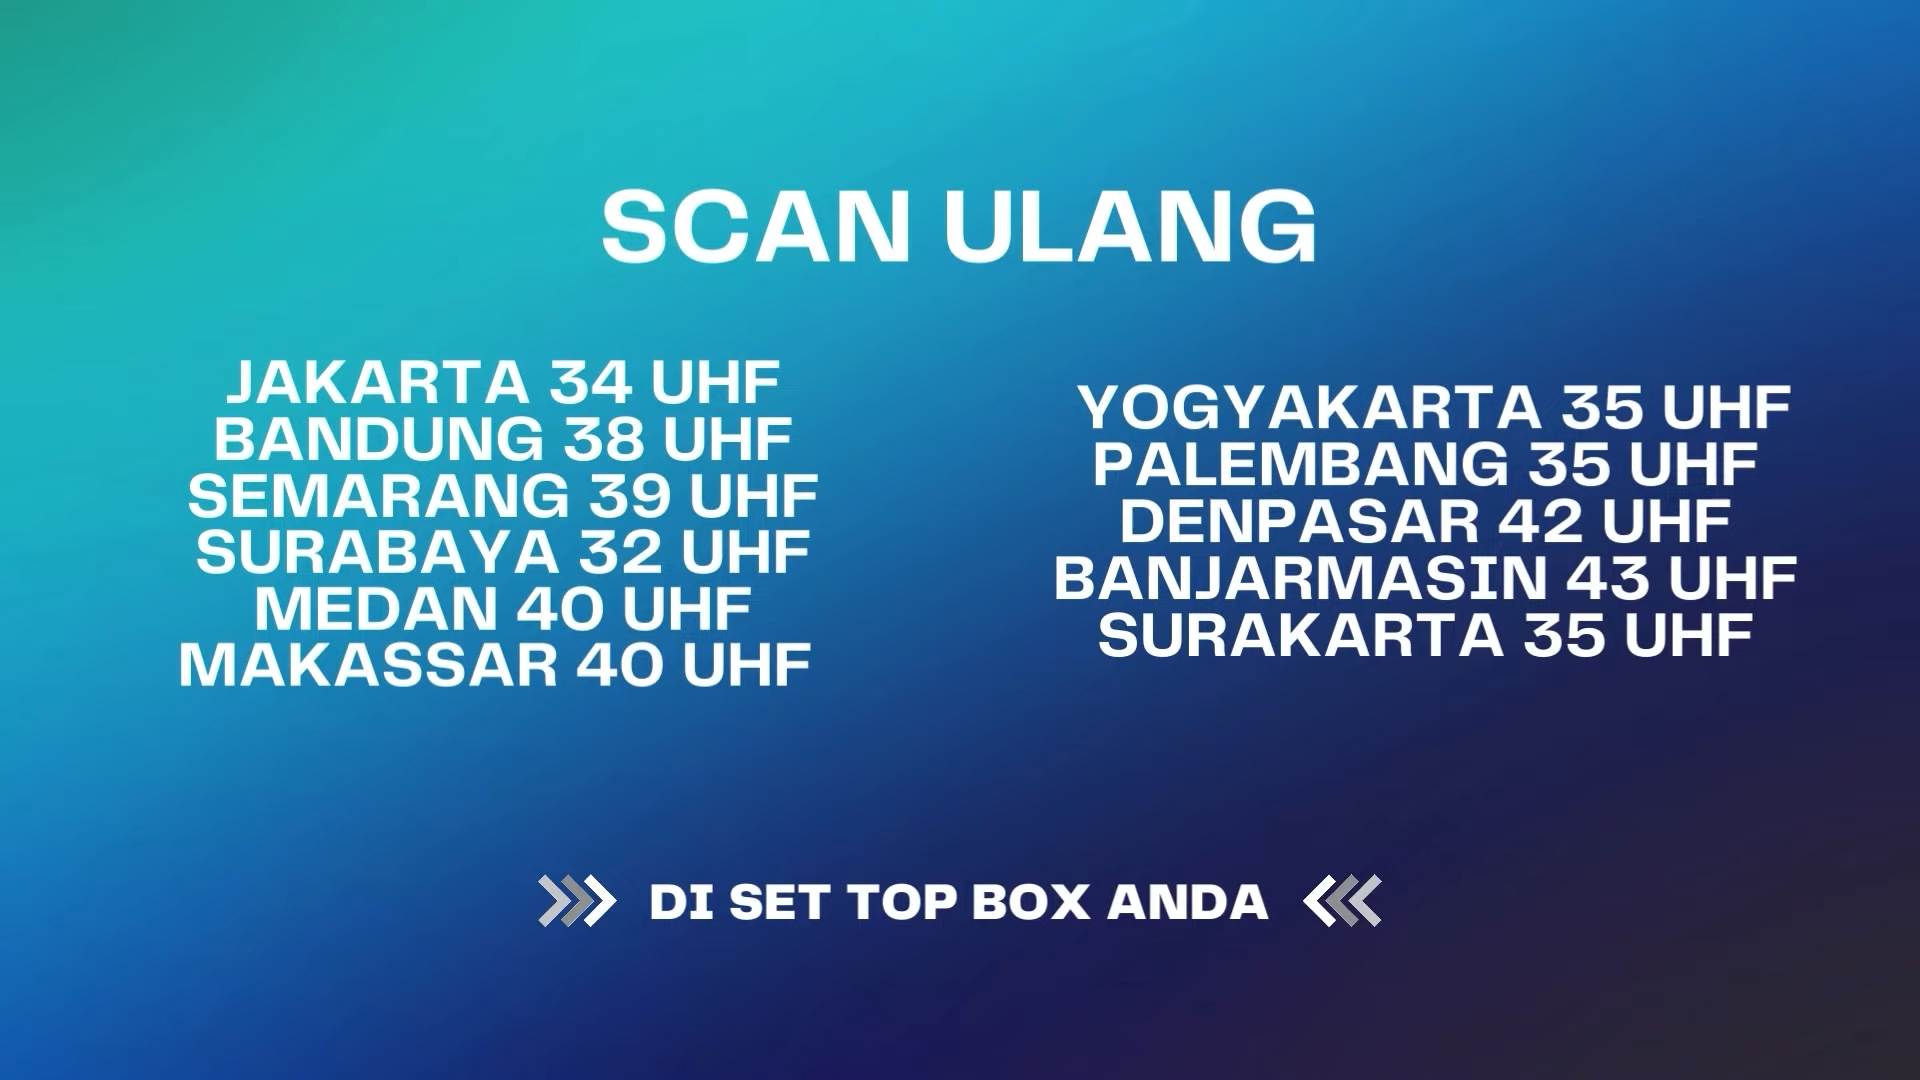 SCAN ULANG
JAKARTA 34 UHF
BANDUNG 38 UHF
SEMARANG 39 UHF
SURABAYA 32 UHF
MEDAN 40 UHF
MAKASSAR 40 UHF
YOGYAKARTA 35 UHF
PALEMBANG 35 UHF
DENPASAR 42 UHF
BANJARMASIN 43 UHF
SURAKARTA 35 UHF
DI SET TOP BOX ANDA